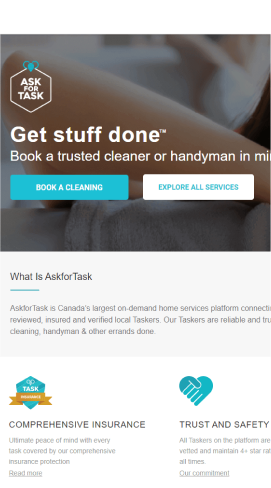 ASK
FOR
TASK
Get stuff done™
Book a trusted cleaner or handyman in
BOOK A CLEANING
EXPLORE ALL SERVICES
What Is AskforTask
AskforTask is Canada's largest on-demand home services platform
reviewed, insured and verified local Taskers. Our Taskers are reliable and
cleaning, handyman & other errands done.
TASK
INSURANCE
COMPREHENSIVE INSURANCE
Ultimate peace of mind with every
task covered by our comprehensive
insurance protection
Read more
TRUST AND SAFETY
All Taskers on the platform are
vetted and maintain 4+ star
all times.
Our commitment